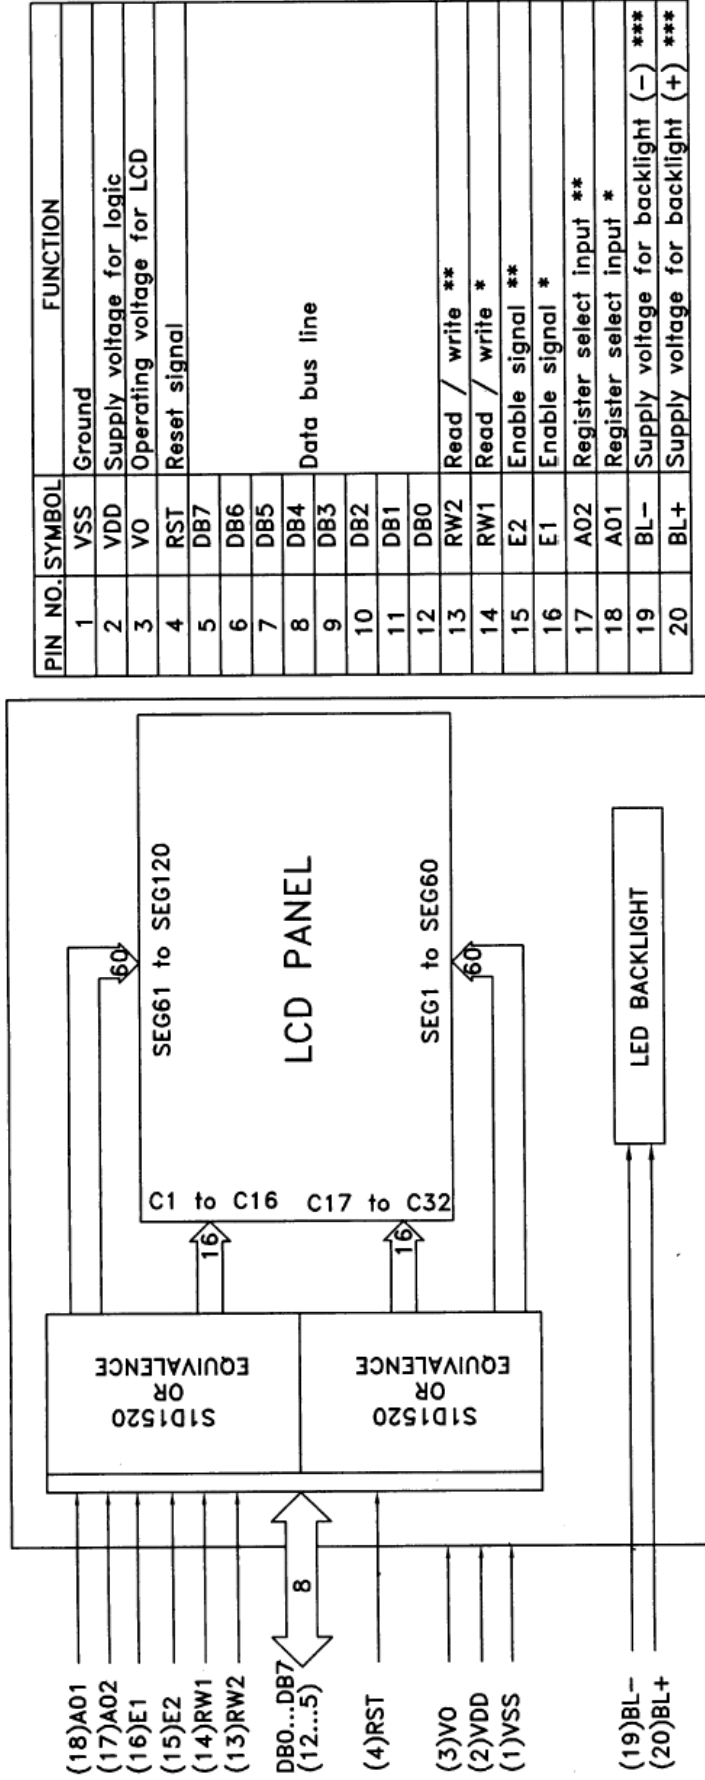 (18)A01
(17)A02
(16)E1
(15)E2
(14)RW1
(13)RW2
DB0...DB7
(12...5)
(4)RST
(3)VO
(2)VDD
(1)VSS
(19)BL-
(20)BL+
8
S1D1520
OR
EQUIVALENCE
S1D1520
OR
EQUIVALENCE
16
16
60
60
SEG61 to SEG120
LCD PANEL
SEG1 to SEG60
C1 to C16
C17 to C32
LED BACKLIGHT
PIN NO. SYMBOL FUNCTION
1 VSS Ground
2 VDD Supply voltage for logic
3 VO Operating voltage for LCD
4 RST Reset signal
5 DB7
6 DB6
7 DB5
8 DB4 Data bus line
9 DB3
10 DB2
11 DB1
12 DB0
13 RW2 Read / write **
14 RW1 Read / write *
15 E2 Enable signal **
16 E1 Enable signal *
17 A02 Register select input **
18 A01 Register select input *
19 BL- Supply voltage for backlight (-) ***
20 BL+ Supply voltage for backlight (+) ***